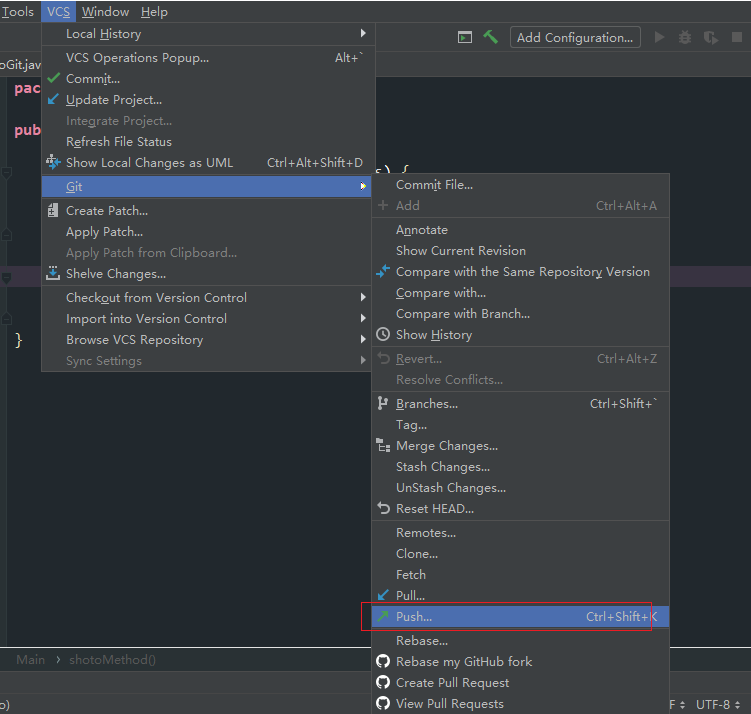 Tools VCS Window Help
Add Configuration...
oGit.jav
pac
pub
s) {
}
Local History
VCS Operations Popup... Alt+`
Commit...
Update Project...
Integrate Project...
Refresh File Status
Show Local Changes as UML Ctrl+Alt+Shift+D
Git
Create Patch...
Apply Patch...
Apply Patch from Clipboard...
Shelve Changes...
Checkout from Version Control
Import into Version Control
Browse VCS Repository
Sync Settings
Commit File...
Add Ctrl+Alt+A
Annotate
Show Current Revision
Compare with the Same Repository Version
Compare with...
Compare with Branch...
Show History
Revert... Ctrl+Alt+Z
Resolve Conflicts...
Branches... Ctrl+Shift+`
Tag...
Merge Changes...
Stash Changes...
UnStash Changes...
Reset HEAD...
Remotes...
Clone...
Fetch
Pull...
Push... Ctrl+Shift+K
Rebase...
Rebase my GitHub fork
Create Pull Request
View Pull Requests
Main › shotoMethod()
o) F UTF-8